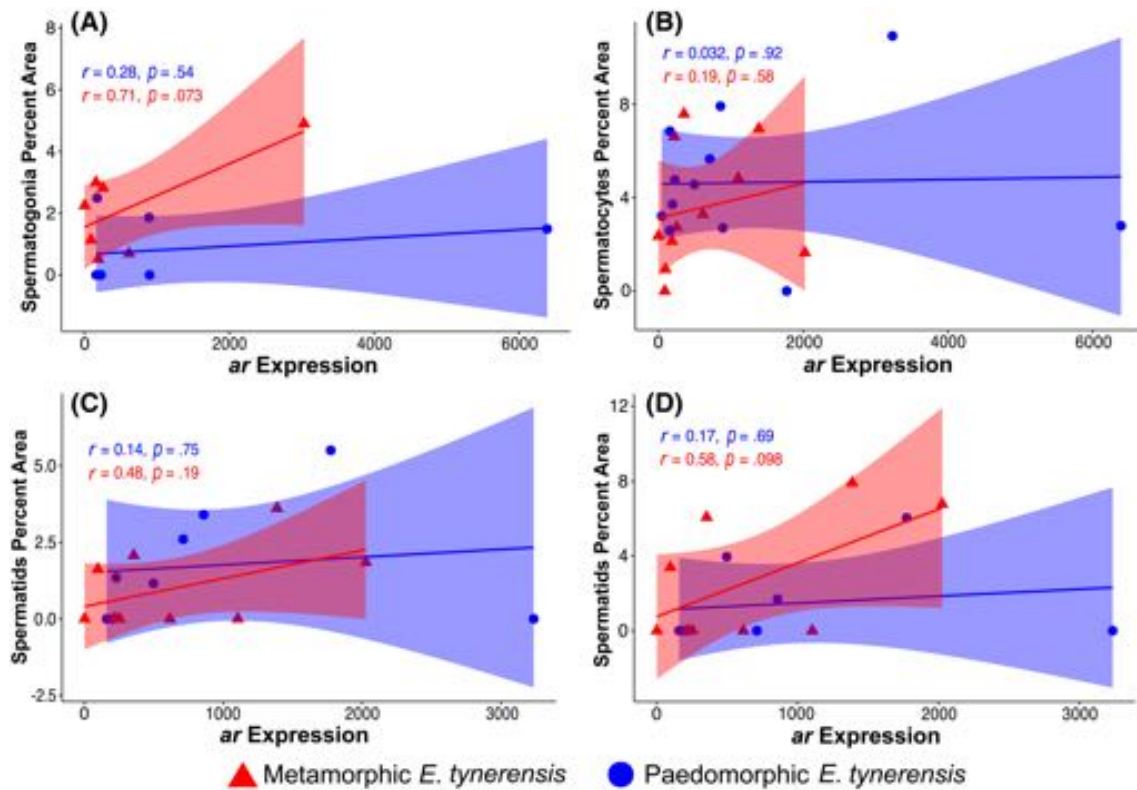 (A)
r = 0.28, p = .54
r = 0.71, p = .073
Spermatogonia Percent Area
8
6
4
2
0
0 2000 4000 6000
ar Expression
(B)
r = 0.032, p = .92
r = 0.19, p = .58
Spermatocytes Percent Area
8
4
0
0 2000 4000 6000
ar Expression
(C)
r = 0.14, p = .75
r = 0.48, p = .19
Spermatids Percent Area
5.0
2.5
0.0
-2.5
0 1000 2000 3000
ar Expression
(D)
r = 0.17, p = .69
r = 0.58, p = .098
Spermatids Percent Area
12
8
4
0
0 1000 2000 3000
ar Expression
Metamorphic E. tynerensis Paedomorphic E. tynerensis